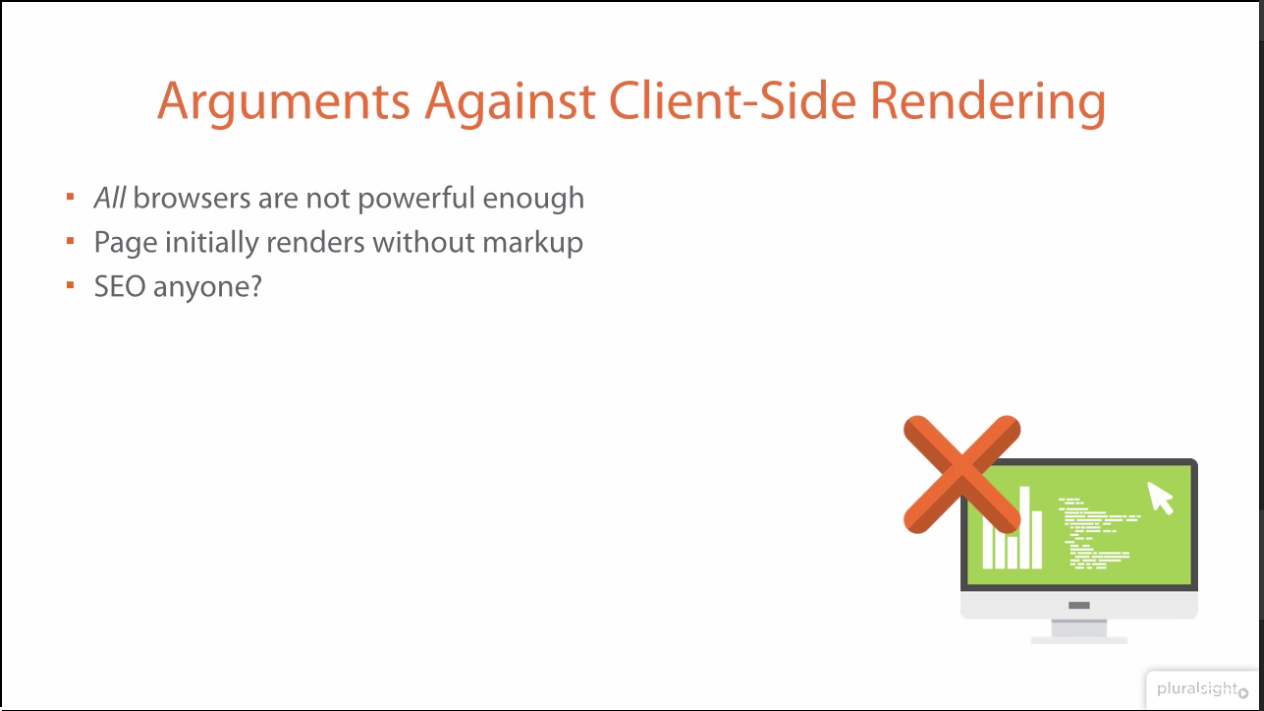 Arguments Against Client-Side Rendering
All browsers are not powerful enough
Page initially renders without markup
SEO anyone?
pluralsight